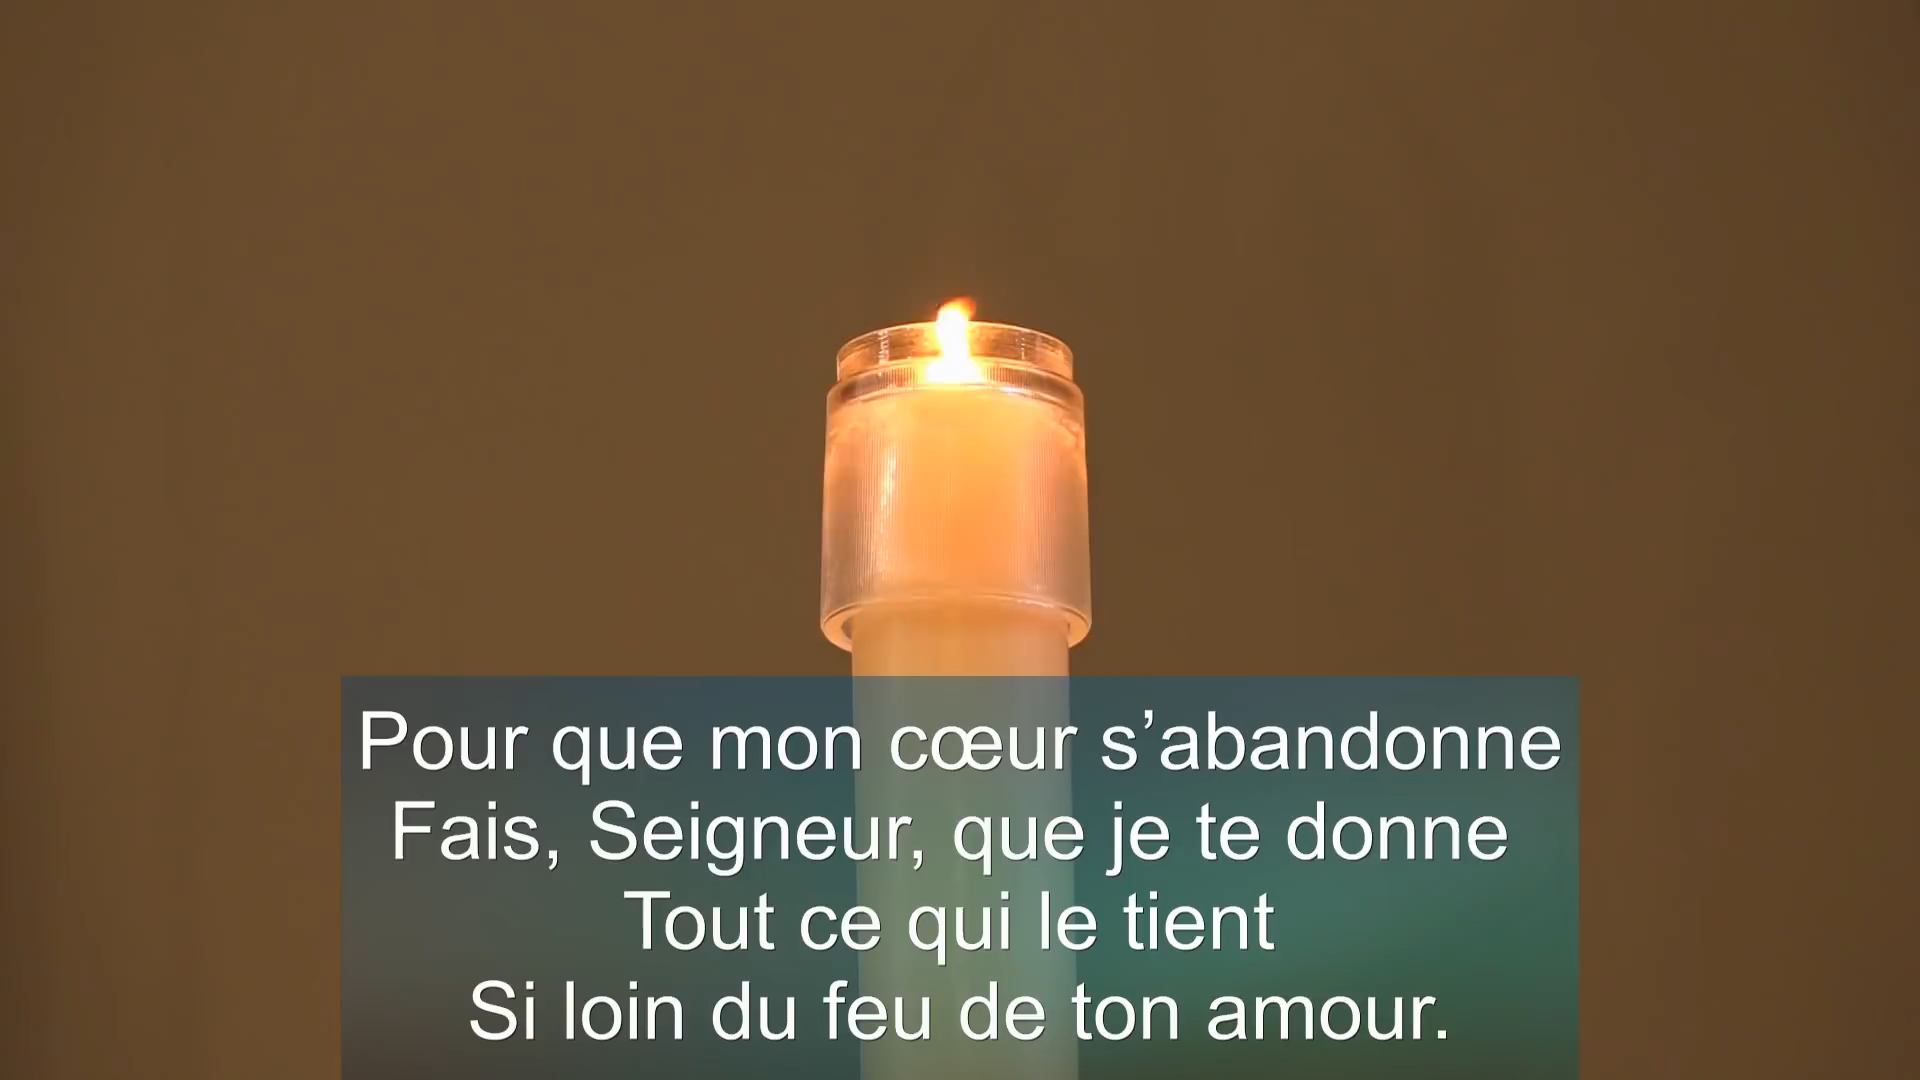 Pour que mon cœur s’abandonne
Fais, Seigneur, que je te donne
Tout ce qui le tient
Si loin du feu de ton amour.